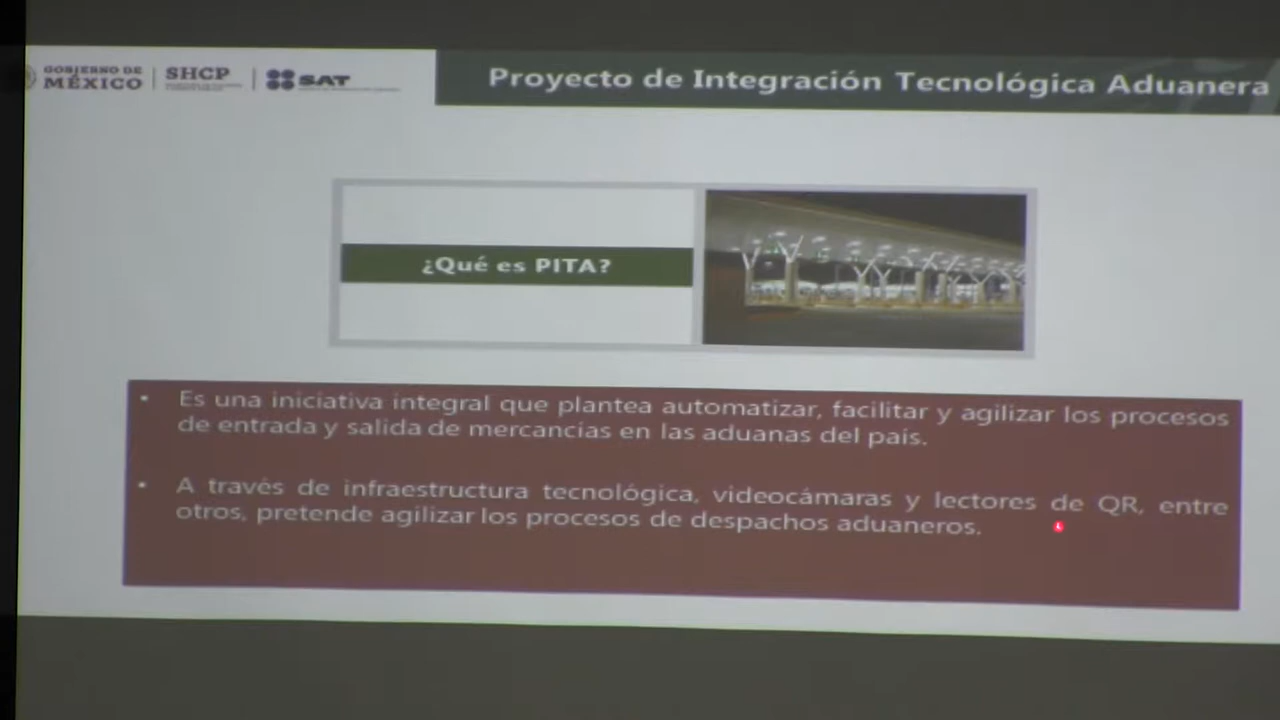 GOBIERNO DE
MÉXICO
SHCP
SAT
Proyecto de Integración Tecnológica Aduanera
¿Qué es PITA?
• Es una iniciativa integral que plantea automatizar, facilitar y agilizar los procesos
de entrada y salida de mercancías en las aduanas del país.
• A través de infraestructura tecnológica, videocámaras y lectores de QR, entre
otros, pretende agilizar los procesos de despachos aduaneros.